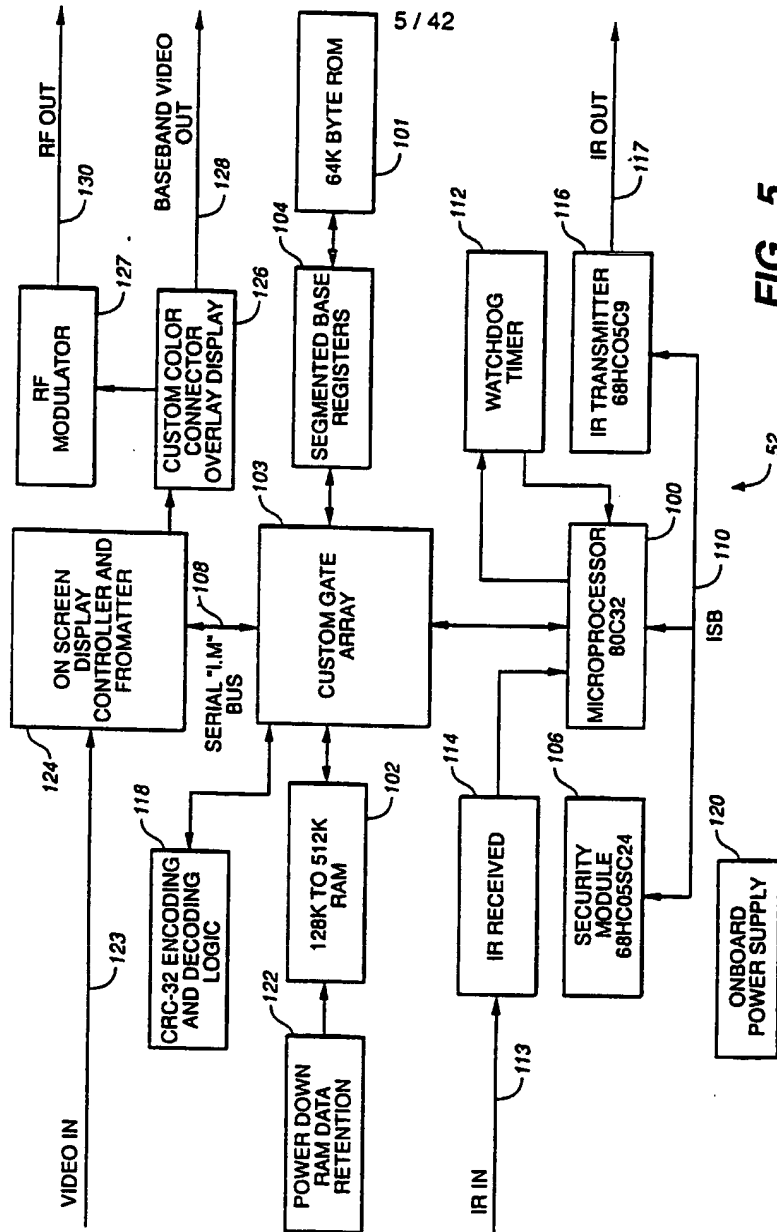 5 / 42
VIDEO IN
123
124
ON SCREEN
DISPLAY
CONTROLLER AND
FROMATTER
RF
MODULATOR
127
RF OUT
130
CUSTOM COLOR
CONNECTOR
OVERLAY DISPLAY
126
BASEBAND VIDEO
OUT
128
SERIAL "I.M"
BUS
108
118
CRC-32 ENCODING
AND DECODING
LOGIC
122
POWER DOWN
RAM DATA
RETENTION
128K TO 512K
RAM
102
CUSTOM GATE
ARRAY
103
SEGMENTED BASE
REGISTERS
104
64K BYTE ROM
101
IR IN
113
IR RECEIVED
114
MICROPROCESSOR
80C32
100
WATCHDOG
TIMER
112
SECURITY
MODULE
68HC05SC24
106
IR TRANSMITTER
68HCO5C9
116
IR OUT
117
ISB
110
ONBOARD
POWER SUPPLY
120
52
FIG. 5